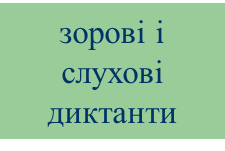 зорові і
слухові
диктанти